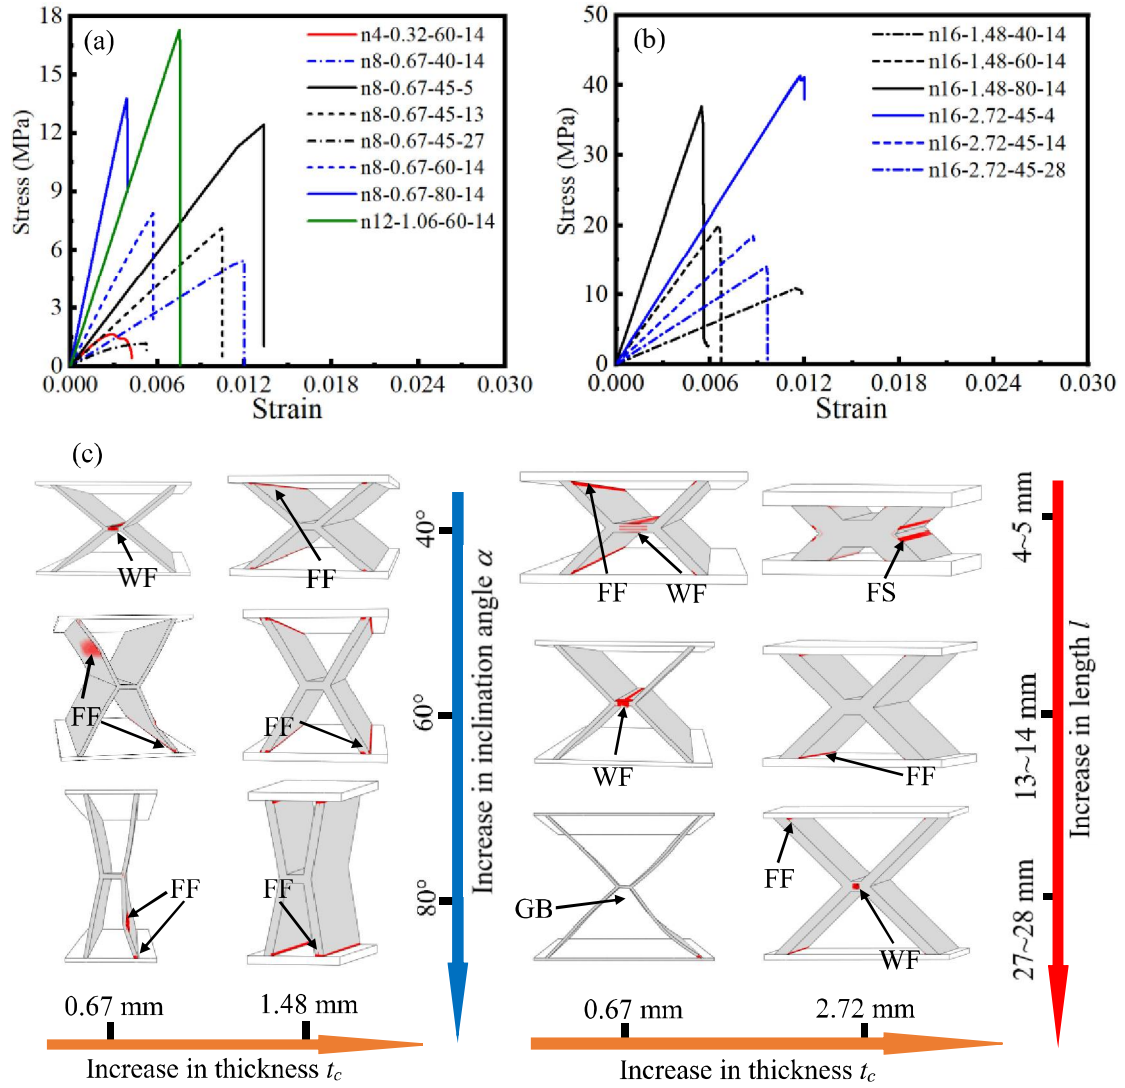 (a)
Stress (MPa)
18
15
12
9
6
3
0
n4-0.32-60-14
n8-0.67-40-14
n8-0.67-45-5
n8-0.67-45-13
n8-0.67-45-27
n8-0.67-60-14
n8-0.67-80-14
n12-1.06-60-14
0.000 0.006 0.012 0.018 0.024 0.030
Strain
(b)
Stress (MPa)
50
40
30
20
10
0
n16-1.48-40-14
n16-1.48-60-14
n16-1.48-80-14
n16-2.72-45-4
n16-2.72-45-14
n16-2.72-45-28
0.000 0.006 0.012 0.018 0.024 0.030
Strain
(c)
WF
FF
FF
FF
FF
FF
40°
60°
80°
Increase in inclination angle α
0.67 mm
1.48 mm
Increase in thickness tc
FF
WF
FS
WF
FF
GB
FF
WF
4~5 mm
13~14 mm
27~28 mm
Increase in length l
0.67 mm
2.72 mm
Increase in thickness tc